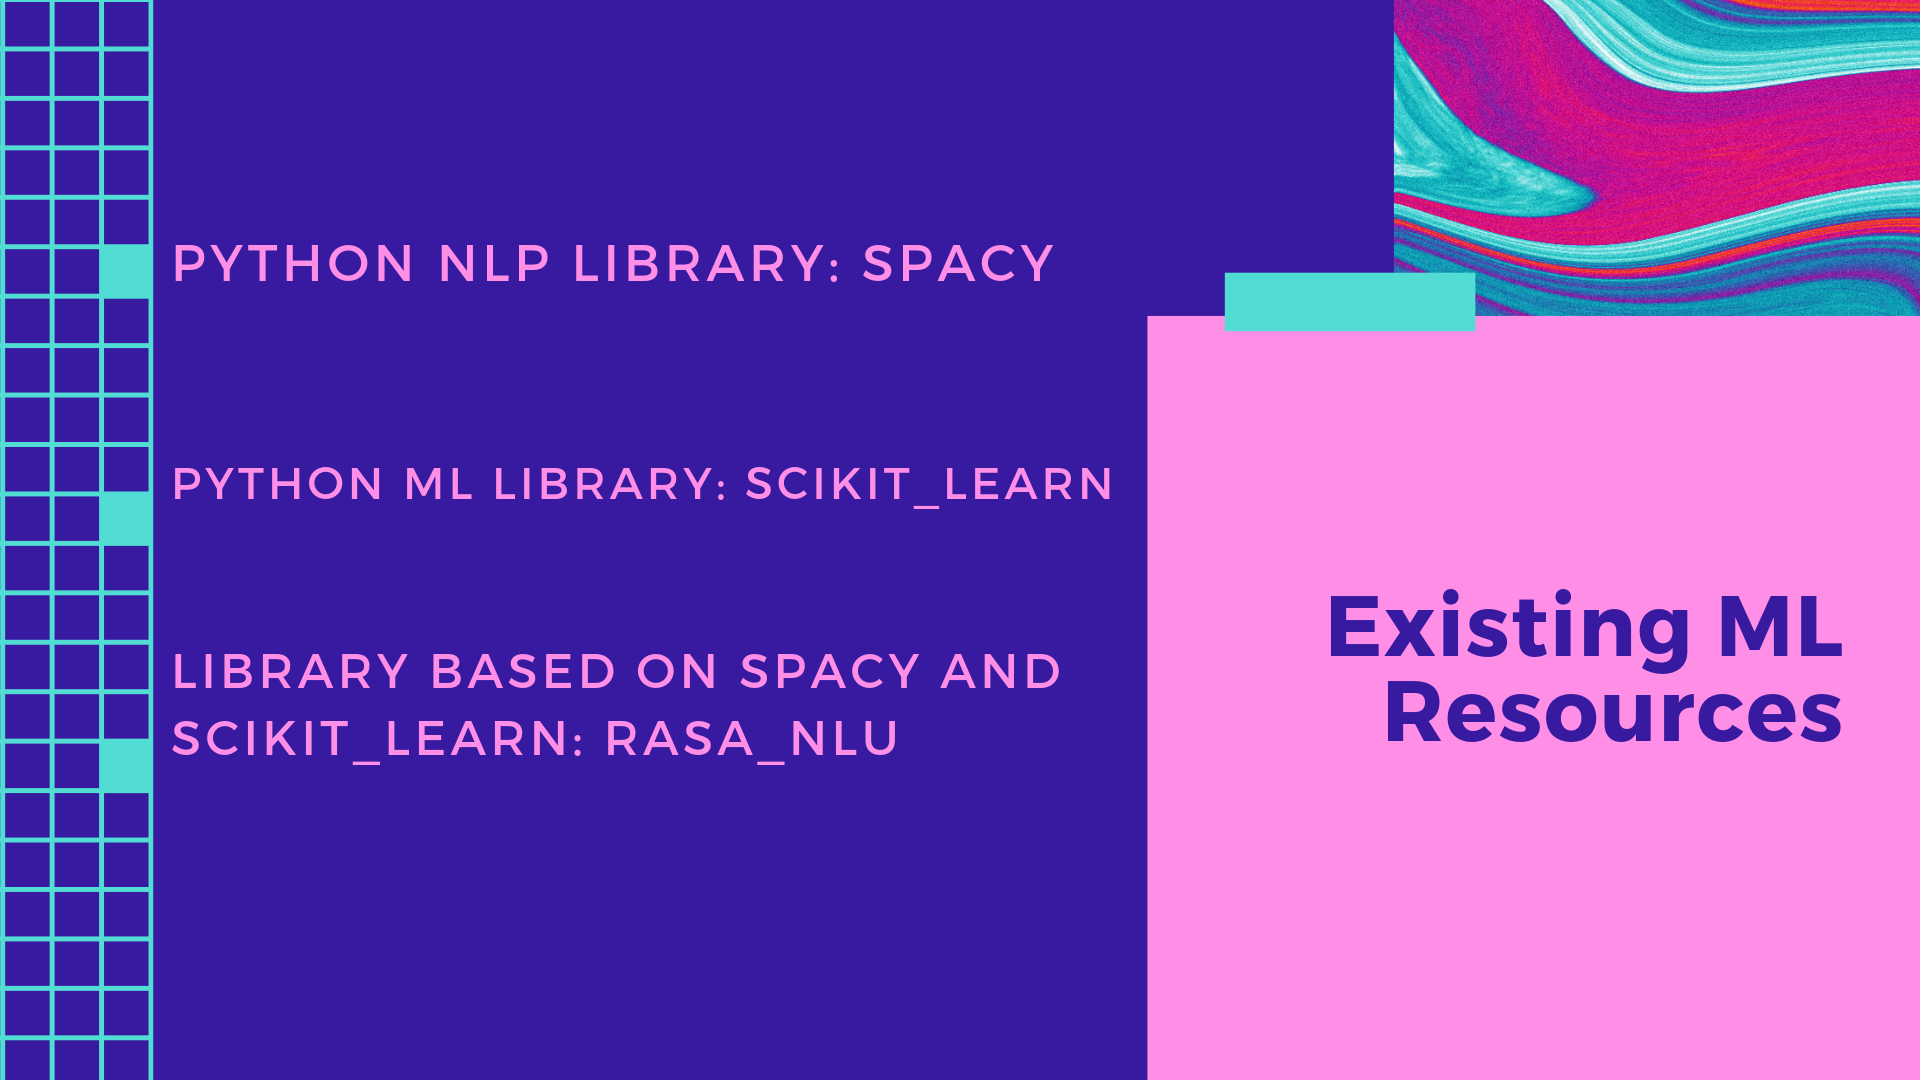 PYTHON NLP LIBRARY: SPACY
PYTHON ML LIBRARY: SCIKIT_LEARN
LIBRARY BASED ON SPACY AND
SCIKIT_LEARN: RASA_NLU
Existing ML
Resources